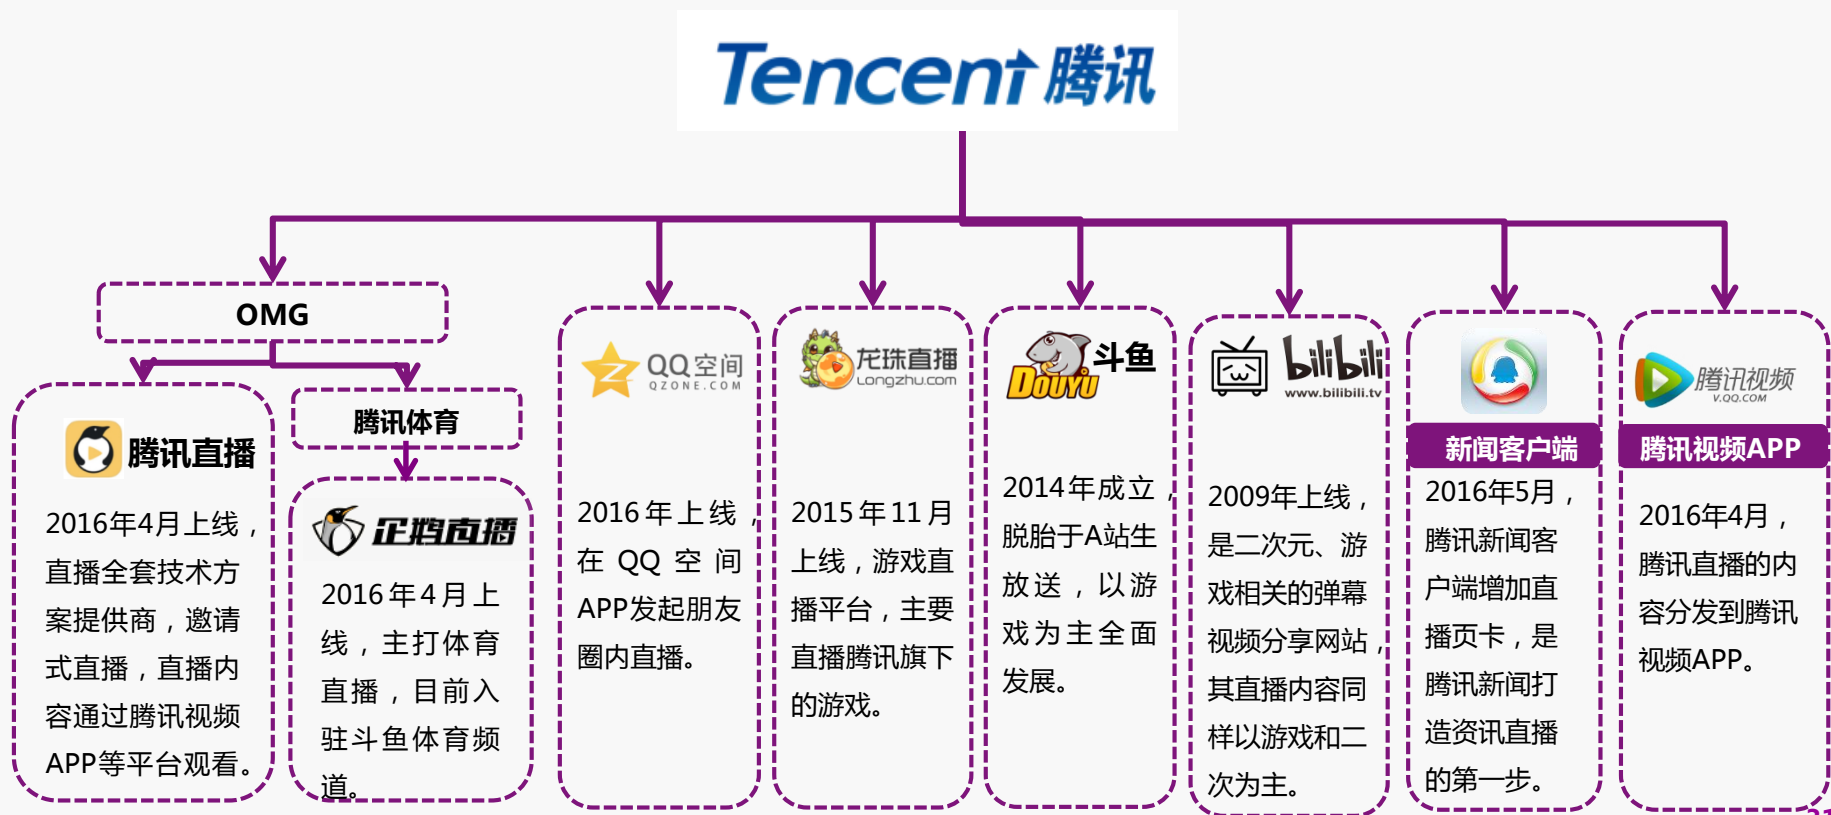 Tencent 腾讯
OMG
腾讯直播
2016年4月上线，
直播全套技术方
案提供商，邀请
式直播，直播内
容通过腾讯视频
APP等平台观看。
腾讯体育
企鹅直播
2016年4月上
线，主打体育
直播，目前入
驻斗鱼体育频
道。
QQ空间
QZONE.COM
2016年上线，
在QQ空间
APP发起朋友
圈内直播。
龙珠直播
Longzhu.com
2015年11月
上线，游戏直
播平台，主要
直播腾讯旗下
的游戏。
斗鱼
DOUYU
2014年成立，
脱胎于A站生
放送，以游
戏为主全面
发展。
bilibili
www.bilibili.tv
2009年上线，
是二次元、游
戏相关的弹幕
视频分享网站，
其直播内容同
样以游戏和二
次为主。
新闻客户端
2016年5月，
腾讯新闻客
户端增加直
播页卡，是
腾讯新闻打
造资讯直播
的第一步。
腾讯视频
V.QQ.COM
腾讯视频APP
2016年4月，
腾讯直播的内
容分发到腾讯
视频APP。